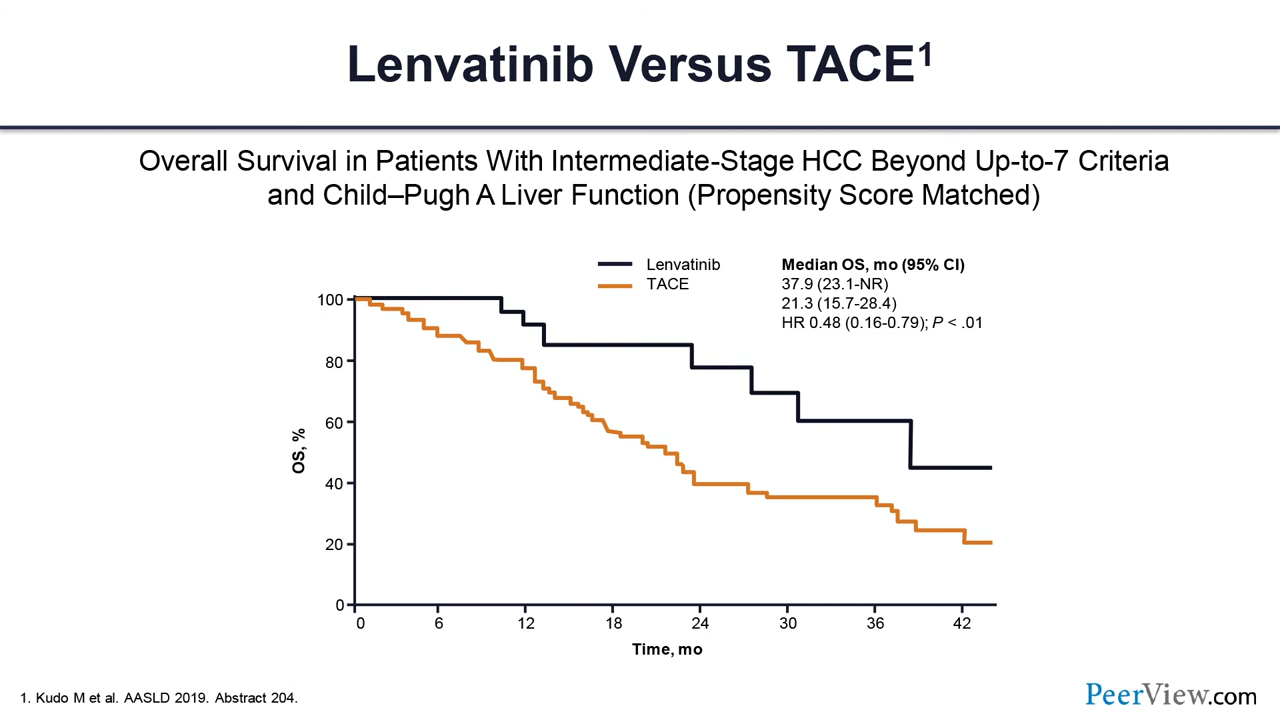 Lenvatinib Versus TACE1
Overall Survival in Patients With Intermediate-Stage HCC Beyond Up-to-7 Criteria
and Child–Pugh A Liver Function (Propensity Score Matched)
Lenvatinib
TACE
Median OS, mo (95% CI)
37.9 (23.1-NR)
21.3 (15.7-28.4)
HR 0.48 (0.16-0.79); P < .01
100
80
60
40
20
0
OS, %
0 6 12 18 24 30 36 42
Time, mo
1. Kudo M et al. AASLD 2019. Abstract 204.
PeerView.com